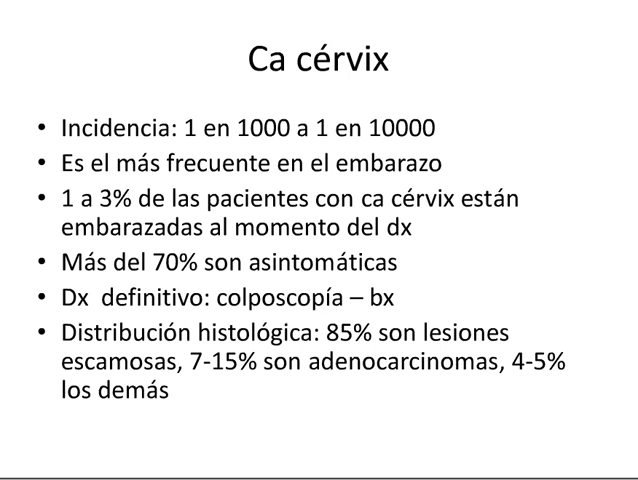 Ca cérvix
• Incidencia: 1 en 1000 a 1 en 10000
• Es el más frecuente en el embarazo
• 1 a 3% de las pacientes con ca cérvix están
embarazadas al momento del dx
• Más del 70% son asintomáticas
• Dx  definitivo: colposcopía – bx
• Distribución histológica: 85% son lesiones
escamosas, 7-15% son adenocarcinomas, 4-5%
los demás